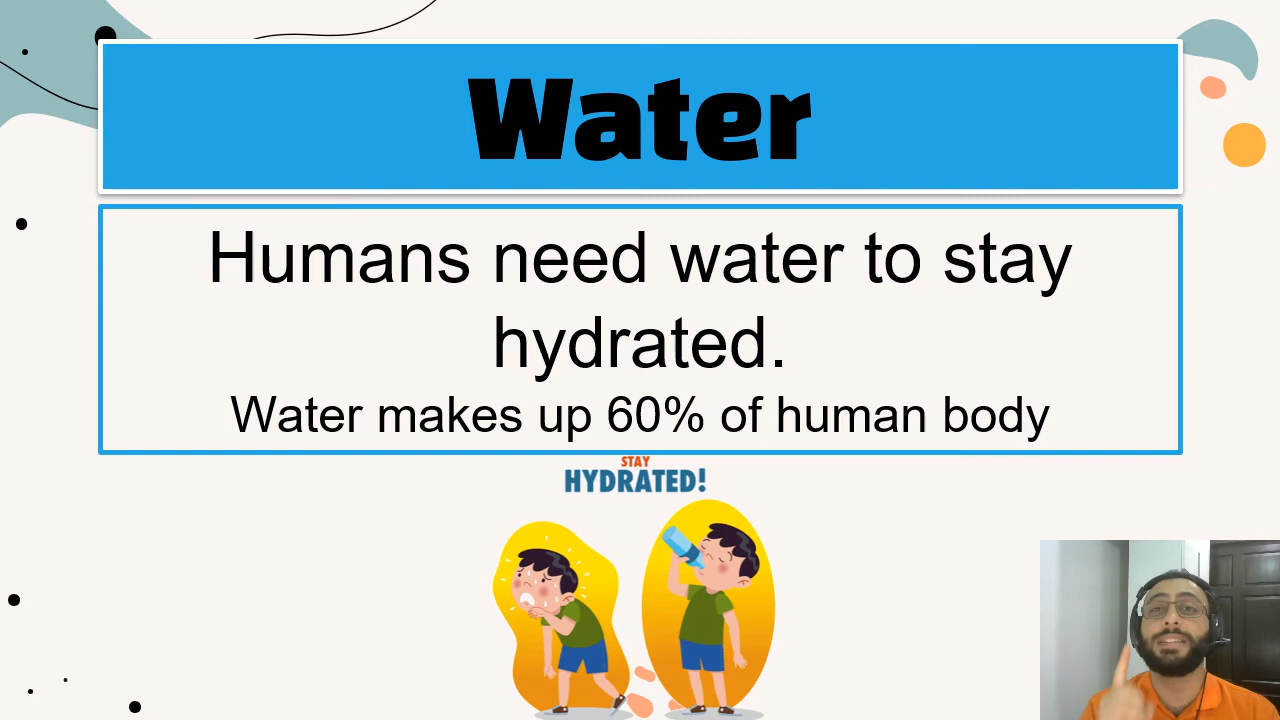 Water
Humans need water to stay
hydrated.
Water makes up 60% of human body
STAY
HYDRATED!